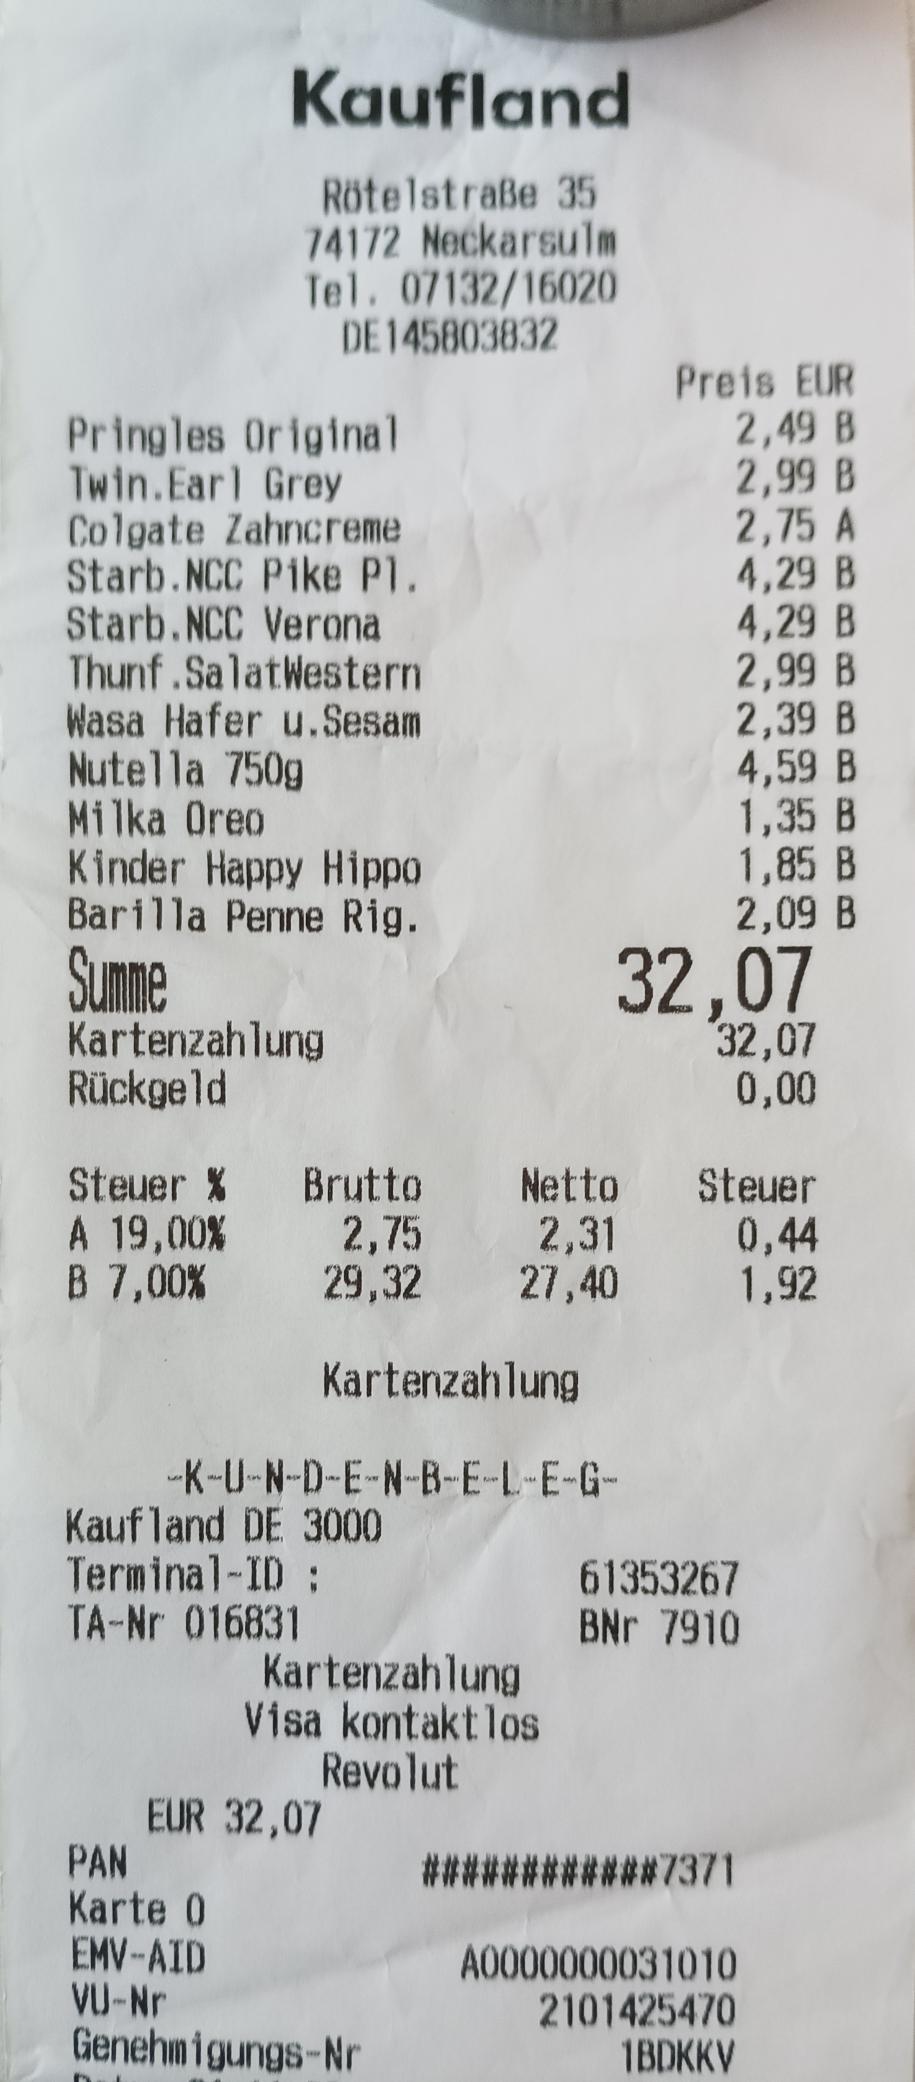 Kaufland
Rötelstraße 35
74172 Neckarsulm
Tel. 07132/16020
DE145803832
Preis EUR
Pringles Original 2,49 B
Twin.Earl Grey 2,99 B
Colgate Zahncreme 2,75 A
Starb.NCC Pike Pl. 4,29 B
Starb.NCC Verona 4,29 B
Thunf.SalatWestern 2,99 B
Wasa Hafer u.Sesam 2,39 B
Nutella 750g 4,59 B
Milka Oreo 1,35 B
Kinder Happy Hippo 1,85 B
Barilla Penne Rig. 2,09 B
Summe 32,07
Kartenzahlung 32,07
Rückgeld 0,00
Steuer % Brutto Netto Steuer
A 19,00% 2,75 2,31 0,44
B 7,00% 29,32 27,40 1,92
Kartenzahlung
-K-U-N-D-E-N-B-E-L-E-G-
Kaufland DE 3000
Terminal-ID : 61353267
TA-Nr 016831 BNr 7910
Kartenzahlung
Visa kontaktlos
Revolut
EUR 32,07
PAN ############7371
Karte 0
EMV-AID A0000000031010
VU-Nr 2101425470
Genehmigungs-Nr 1BDKKV